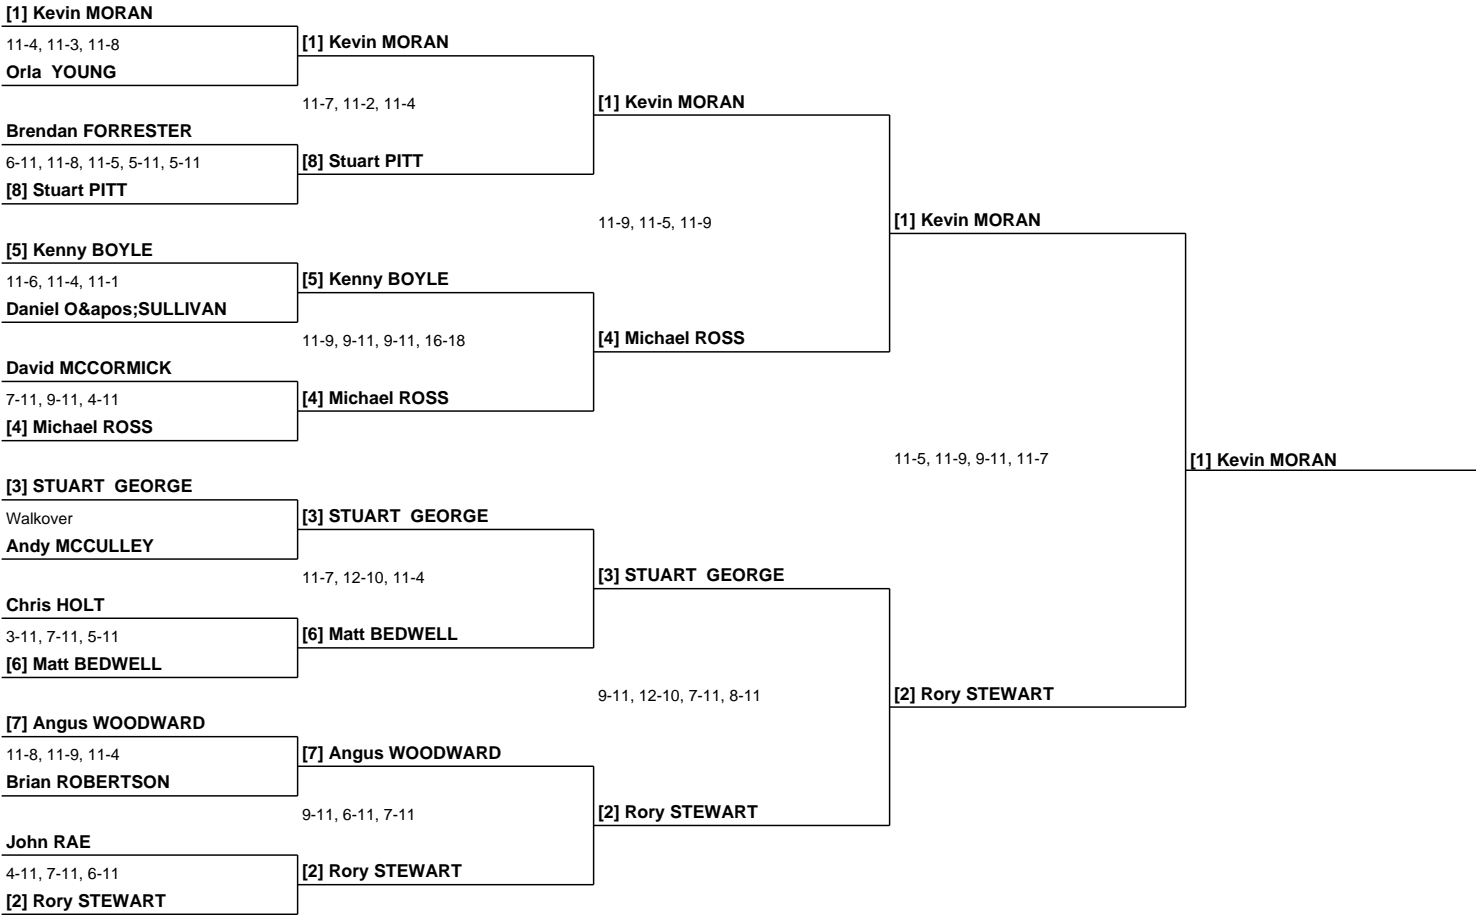 [1] Kevin MORAN
11-4, 11-3, 11-8
Orla  YOUNG
Brendan FORRESTER
6-11, 11-8, 11-5, 5-11, 5-11
[8] Stuart PITT
[5] Kenny BOYLE
11-6, 11-4, 11-1
Daniel O&apos;SULLIVAN
David MCCORMICK
7-11, 9-11, 4-11
[4] Michael ROSS
[3] STUART  GEORGE
Walkover
Andy MCCULLEY
Chris HOLT
3-11, 7-11, 5-11
[6] Matt BEDWELL
[7] Angus WOODWARD
11-8, 11-9, 11-4
Brian ROBERTSON
John RAE
4-11, 7-11, 6-11
[2] Rory STEWART
[1] Kevin MORAN
11-7, 11-2, 11-4
[8] Stuart PITT
[5] Kenny BOYLE
11-9, 9-11, 9-11, 16-18
[4] Michael ROSS
[3] STUART  GEORGE
11-7, 12-10, 11-4
[6] Matt BEDWELL
[7] Angus WOODWARD
9-11, 6-11, 7-11
[2] Rory STEWART
[1] Kevin MORAN
11-9, 11-5, 11-9
[4] Michael ROSS
[3] STUART  GEORGE
9-11, 12-10, 7-11, 8-11
[2] Rory STEWART
[1] Kevin MORAN
11-5, 11-9, 9-11, 11-7
[2] Rory STEWART
[1] Kevin MORAN